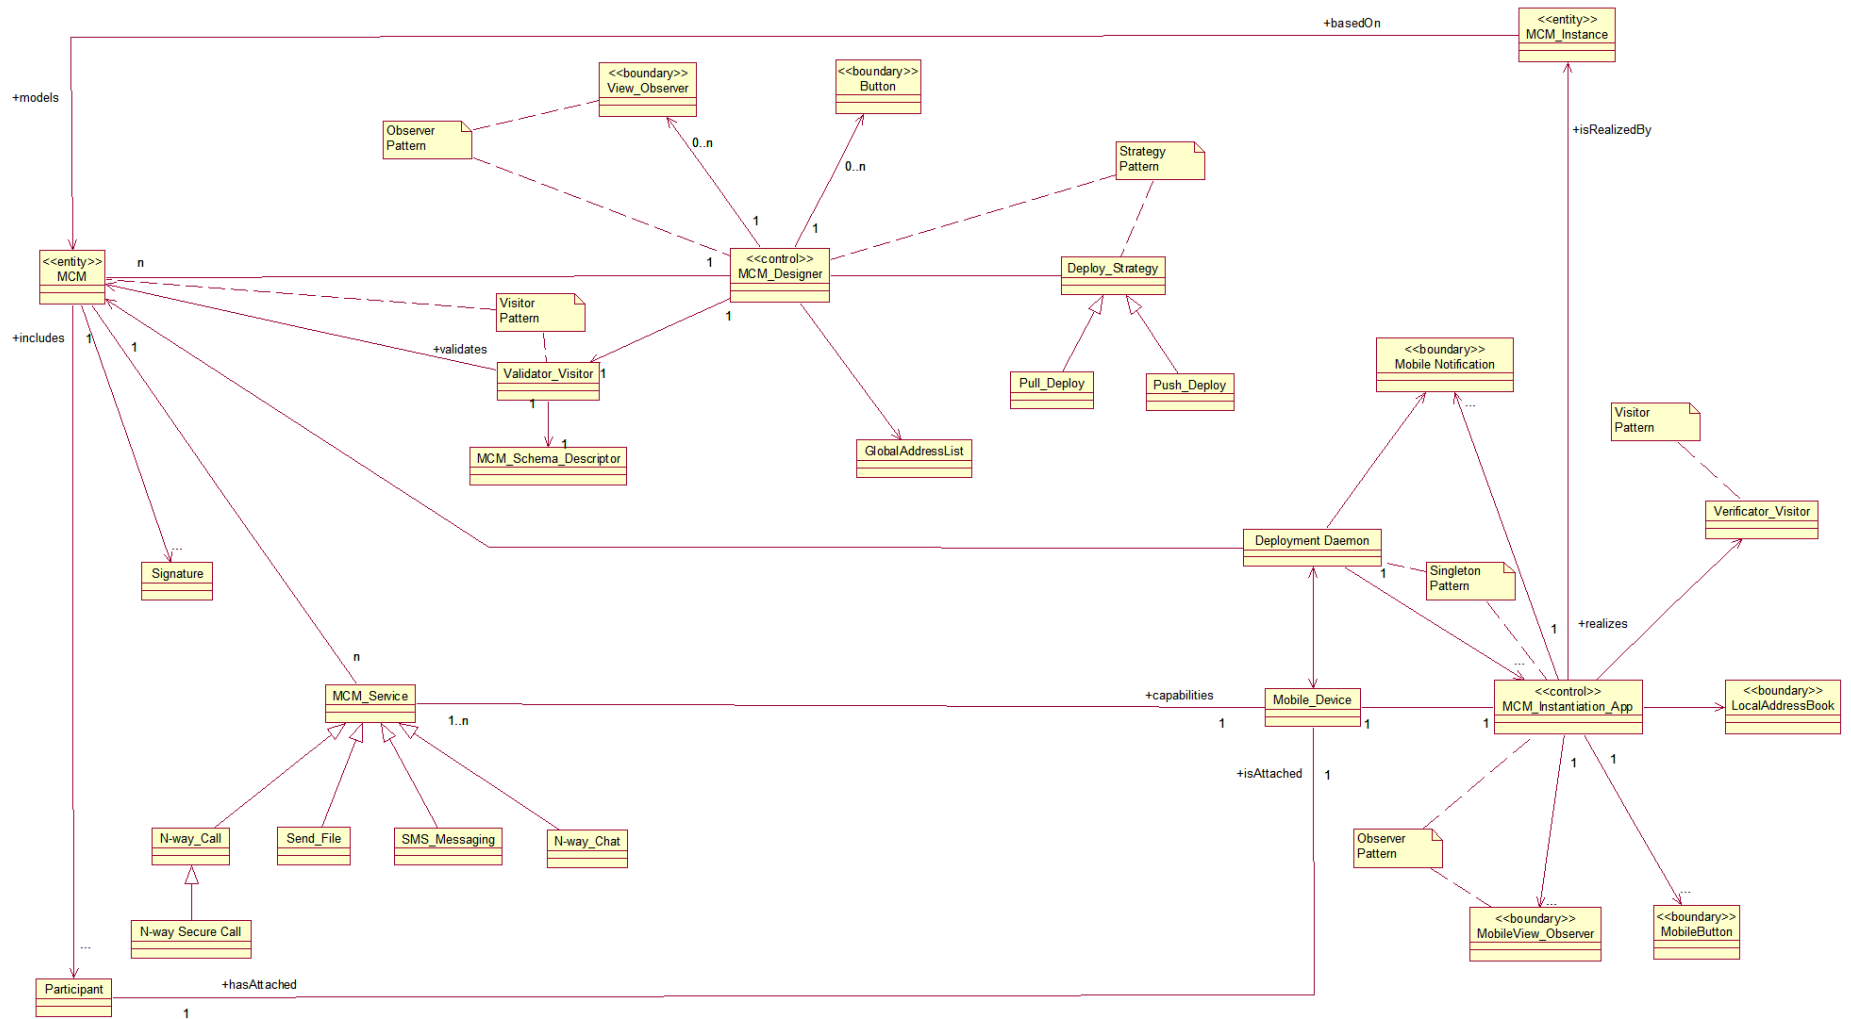 +basedOn
<<entity>>
MCM_Instance
+models
<<boundary>>
View_Observer
<<boundary>>
Button
Observer
Pattern
+isRealizedBy
0..n
0..n
Strategy
Pattern
1
1
<<entity>>
MCM
n
1
<<control>>
MCM_Designer
Deploy_Strategy
Visitor
Pattern
1
+includes
1
1
+validates
Validator_Visitor
1
1
1
MCM_Schema_Descriptor
GlobalAddressList
Pull_Deploy
Push_Deploy
<<boundary>>
Mobile Notification
...
Visitor
Pattern
Verificator_Visitor
Deployment Daemon
1
Singleton
Pattern
...
Signature
+realizes
1
...
n
MCM_Service
1..n
+capabilities
1
Mobile_Device
1
1
<<control>>
MCM_Instantiation_App
<<boundary>>
LocalAddressBook
+isAttached
1
1
1
N-way_Call
Send_File
SMS_Messaging
N-way_Chat
Observer
Pattern
...
...
N-way Secure Call
<<boundary>>
MobileView_Observer
<<boundary>>
MobileButton
...
Participant
+hasAttached
1